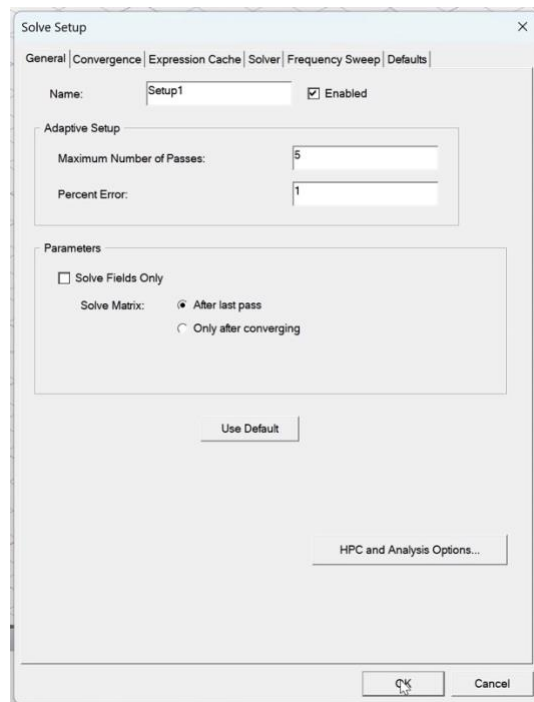 Solve Setup
General Convergence Expression Cache Solver Frequency Sweep Defaults
Name: Setup1 Enabled
Adaptive Setup
Maximum Number of Passes: 5
Percent Error: 1
Parameters
Solve Fields Only
Solve Matrix: After last pass
Only after converging
Use Default
HPC and Analysis Options...
OK Cancel